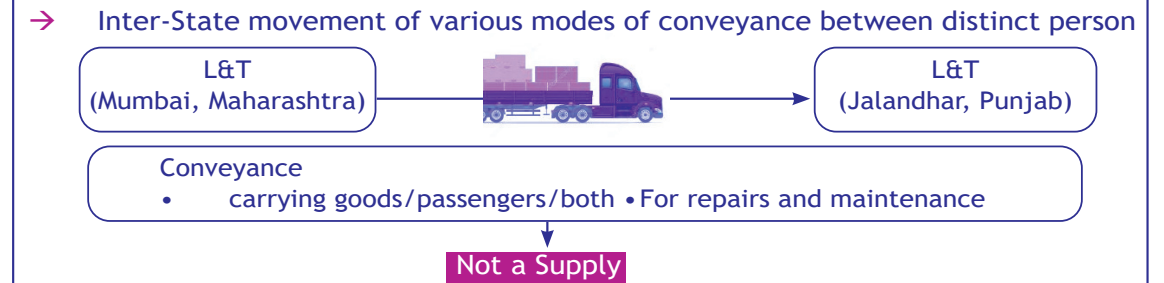 → Inter-State movement of various modes of conveyance between distinct person
L&T
(Mumbai, Maharashtra)
L&T
(Jalandhar, Punjab)
Conveyance
• carrying goods/passengers/both • For repairs and maintenance
Not a Supply